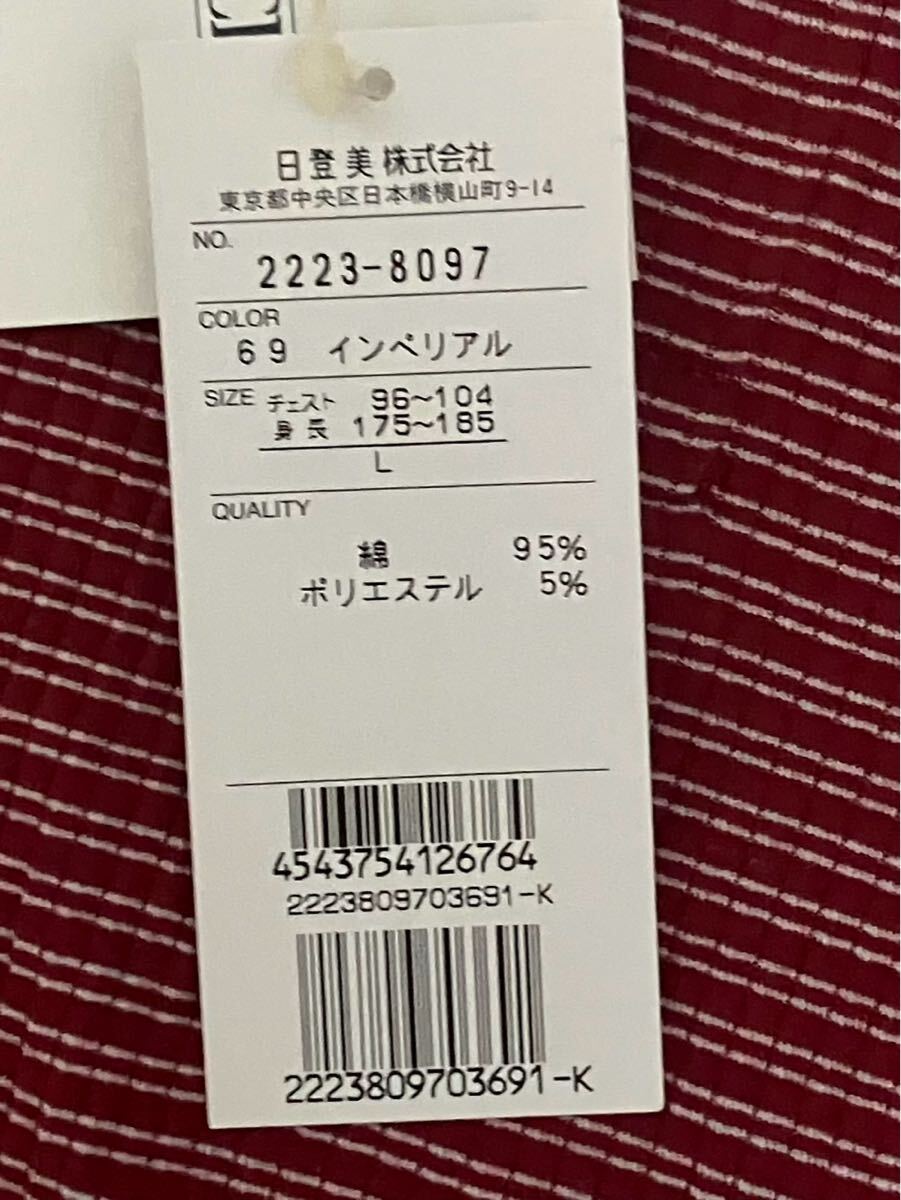 日登美株式会社
東京都中央区日本橋横山町9-14
NO.
2223-8097
COLOR
69 インペリアル
SIZE チェスト 96~104
身長 175~185
L
QUALITY
綿 95%
ポリエステル 5%
4543754126764
2223809703691-K
2223809703691-K